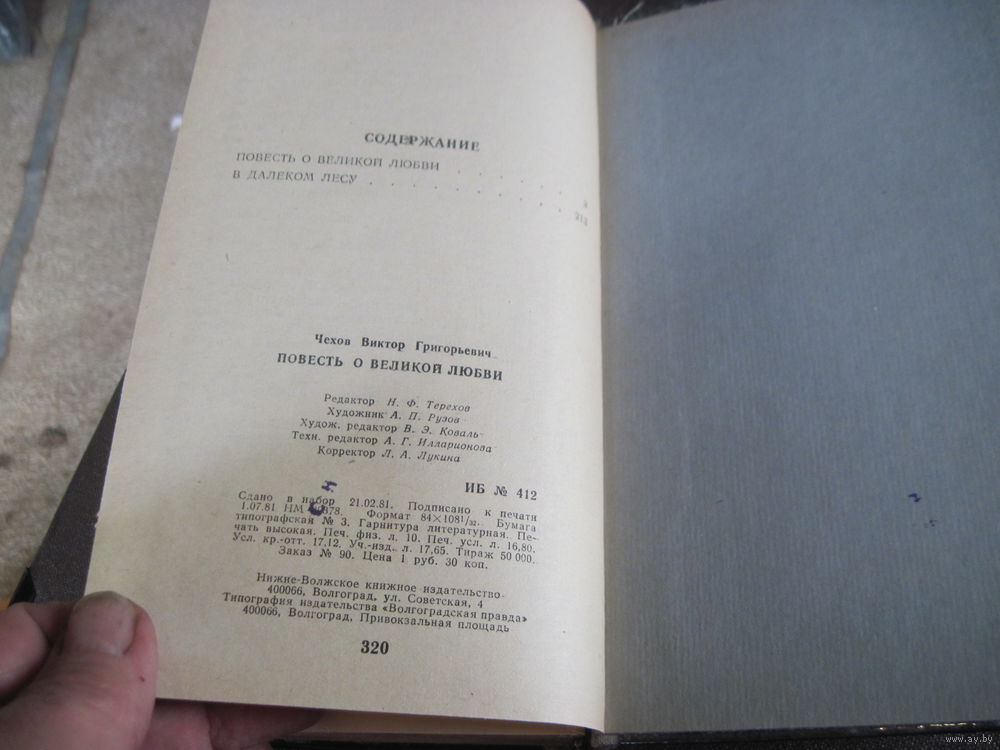 СОДЕРЖАНИЕ
ПОВЕСТЬ О ВЕЛИКОЙ ЛЮБВИ . . . . . . 3
В ДАЛЕКОМ ЛЕСУ . . . . . . . . . . 212
Чехов Виктор Григорьевич
ПОВЕСТЬ О ВЕЛИКОЙ ЛЮБВИ
Редактор Н. Ф. Терехов
Художник А. П. Рузов
Худож. редактор В. Э. Коваль
Техн. редактор А. Г. Илларионова
Корректор Л. А. Лукина
ИБ № 412
Сдано в набор 21.02.81. Подписано к печати
1.07.81 НМ Формат 84×1081/32. Бумага
типографская № 3. Гарнитура литературная. Пе-
чать высокая. Печ. физ. л. 10. Печ. усл. л. 16,80.
Усл. кр.-отт. 17,12. Уч.-изд. л. 17,65. Тираж 50 000.
Заказ № 90. Цена 1 руб. 30 коп.
Нижне-Волжское книжное издательство
400066, Волгоград, ул. Советская, 4
Типография издательства «Волгоградская правда»
400066, Волгоград, Привокзальная площадь
320
www.ay.by